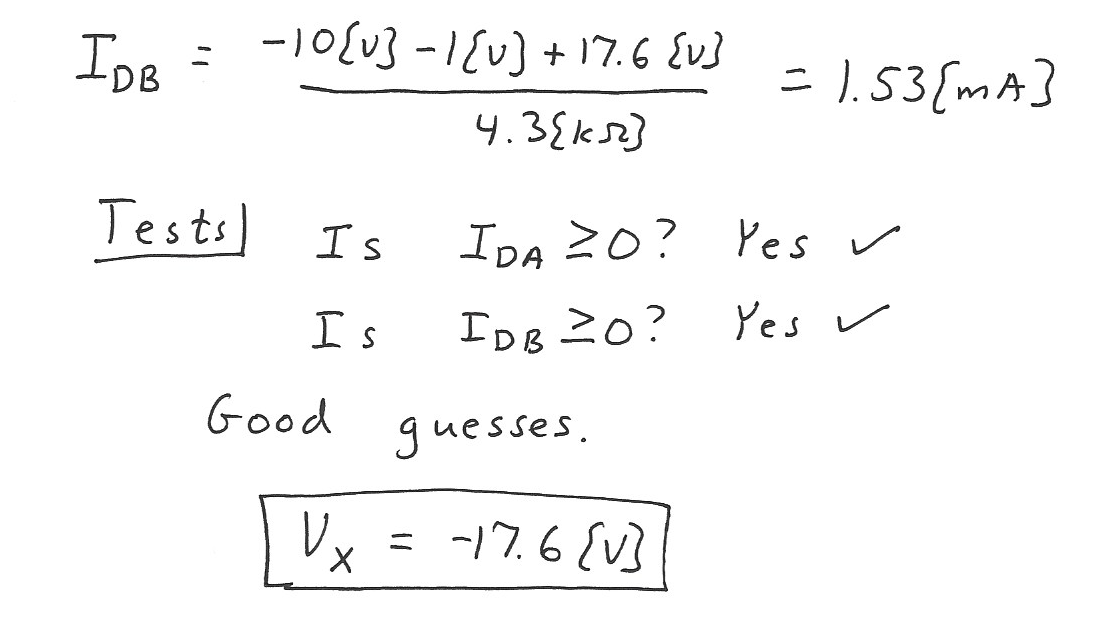 I_DB = (-10[V] - 1[V] + 17.6[V]) / 4.3[kΩ] = 1.53[mA]
Tests| Is I_DA ≥ 0? Yes ✓
Is I_DB ≥ 0? Yes ✓
Good guesses.
V_X = -17.6[V]